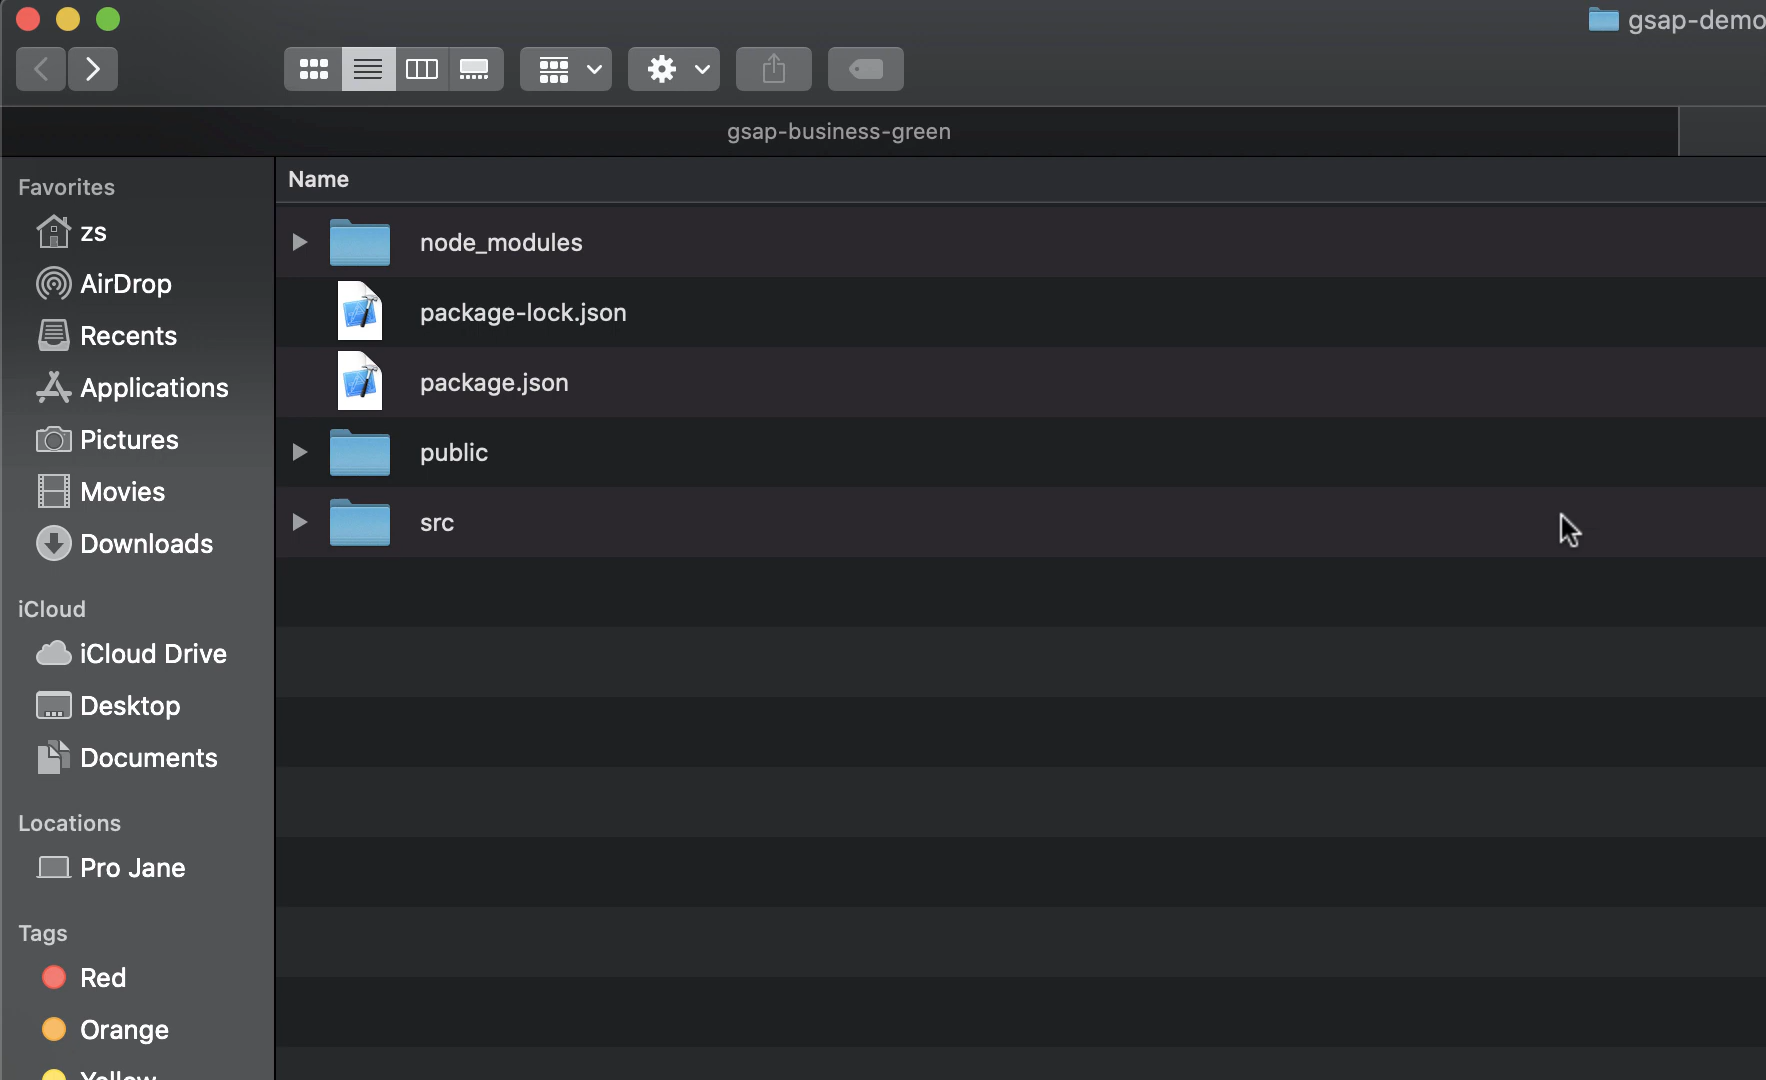 gsap-demo
gsap-business-green
Favorites
zs
AirDrop
Recents
Applications
Pictures
Movies
Downloads
iCloud
iCloud Drive
Desktop
Documents
Locations
Pro Jane
Tags
Red
Orange
Yellow
Name
node_modules
package-lock.json
package.json
public
src